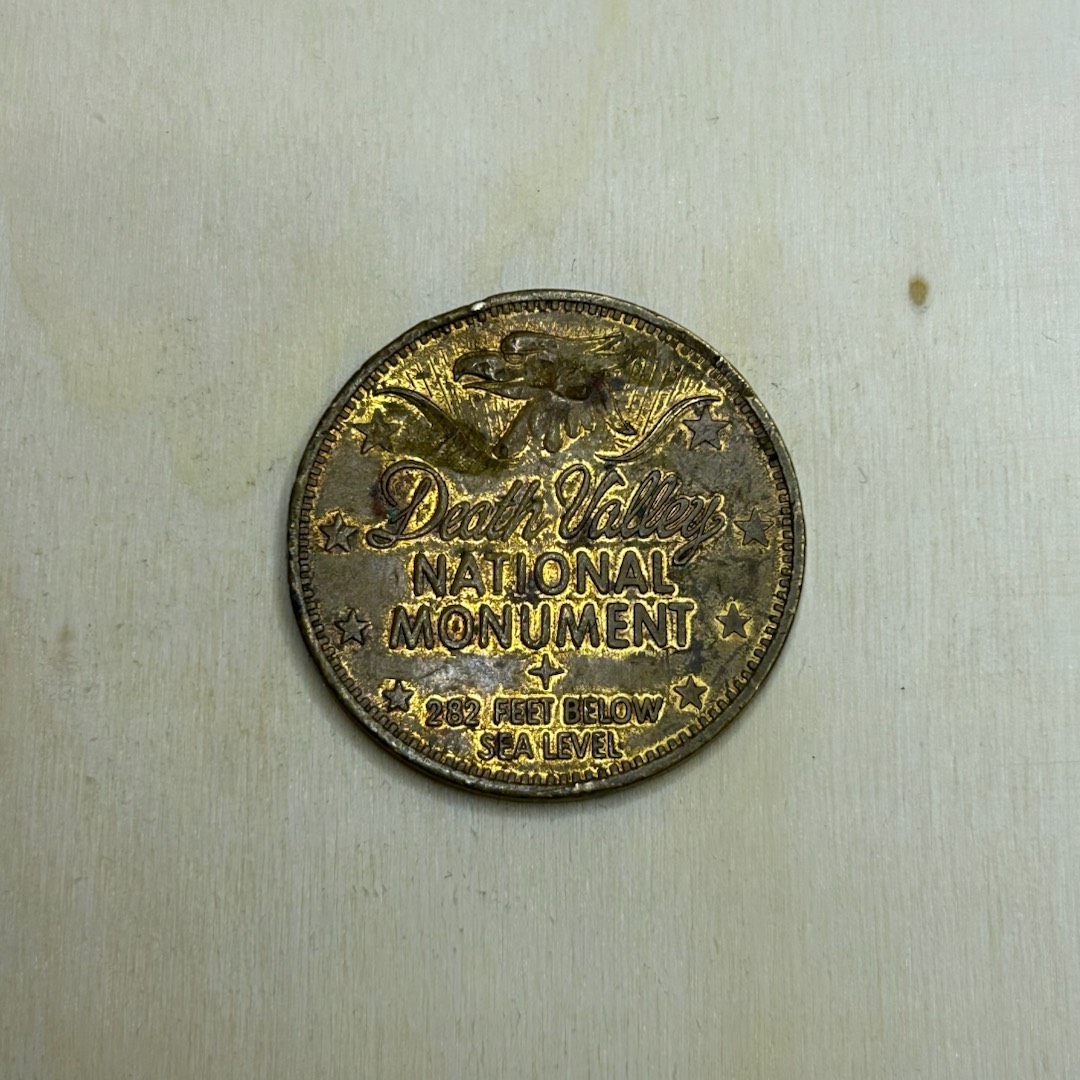 Death Valley
NATIONAL
MONUMENT
282 FEET BELOW
SEA LEVEL